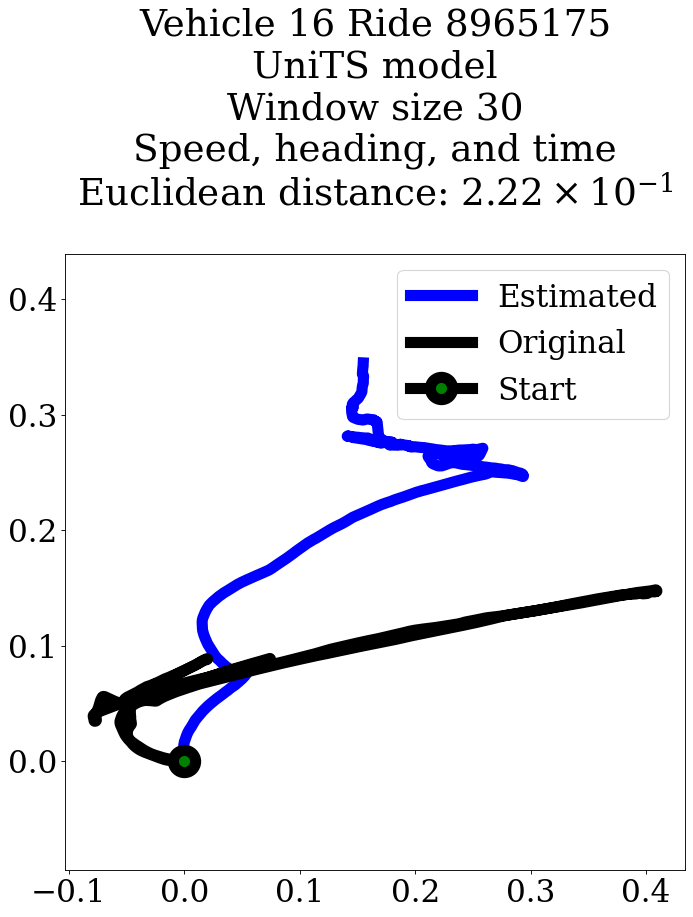 Vehicle 16 Ride 8965175
UniTS model
Window size 30
Speed, heading, and time
Euclidean distance: 2.22 × 10⁻¹
Estimated
Original
Start
0.4
0.3
0.2
0.1
0.0
−0.1 0.0 0.1 0.2 0.3 0.4